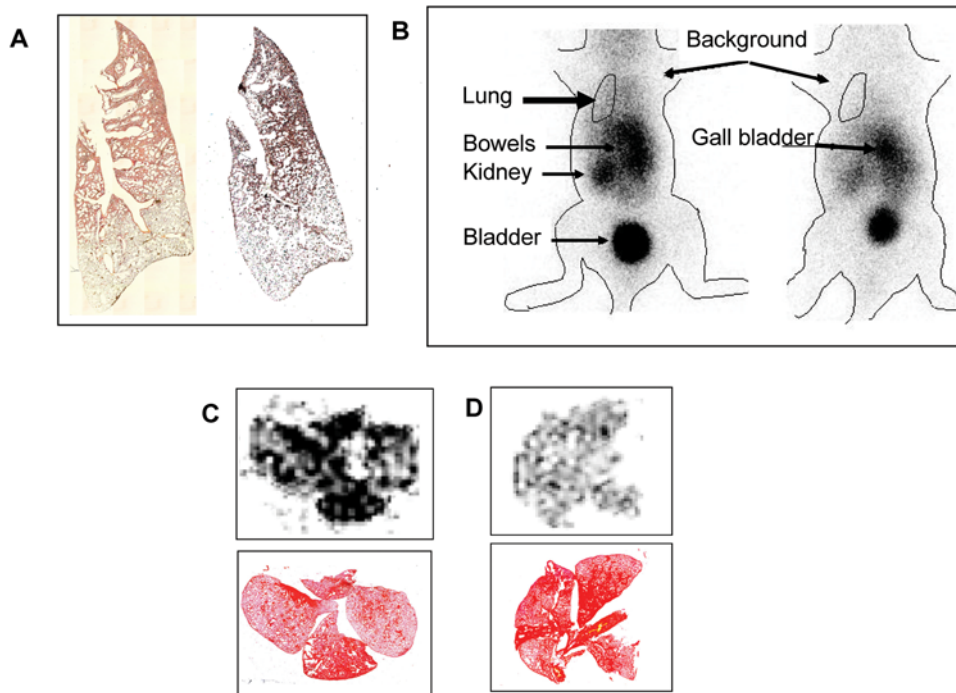 A
B
Background
Lung
Bowels
Gall bladder
Kidney
Bladder
C
D